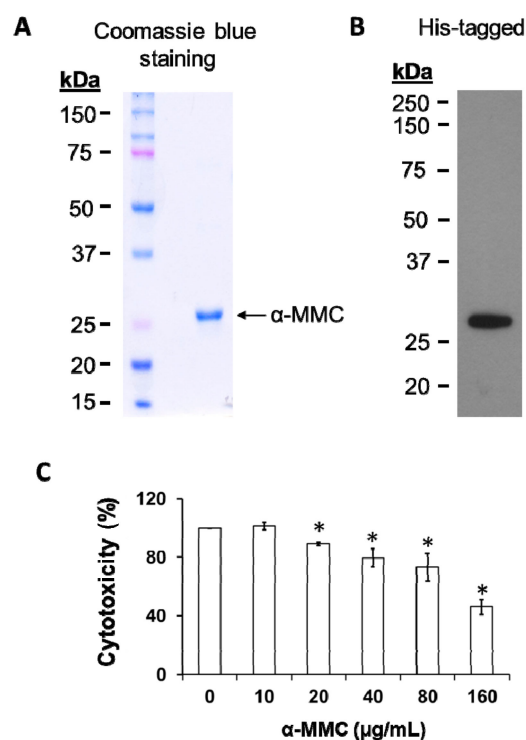 A
Coomassie blue
staining
kDa
150
75
50
37
25
20
15
α-MMC
B
His-tagged
kDa
250
150
75
50
37
25
20
C
Cytotoxicity (%)
120
80
40
0
* * * * *
0 10 20 40 80 160
α-MMC (µg/mL)